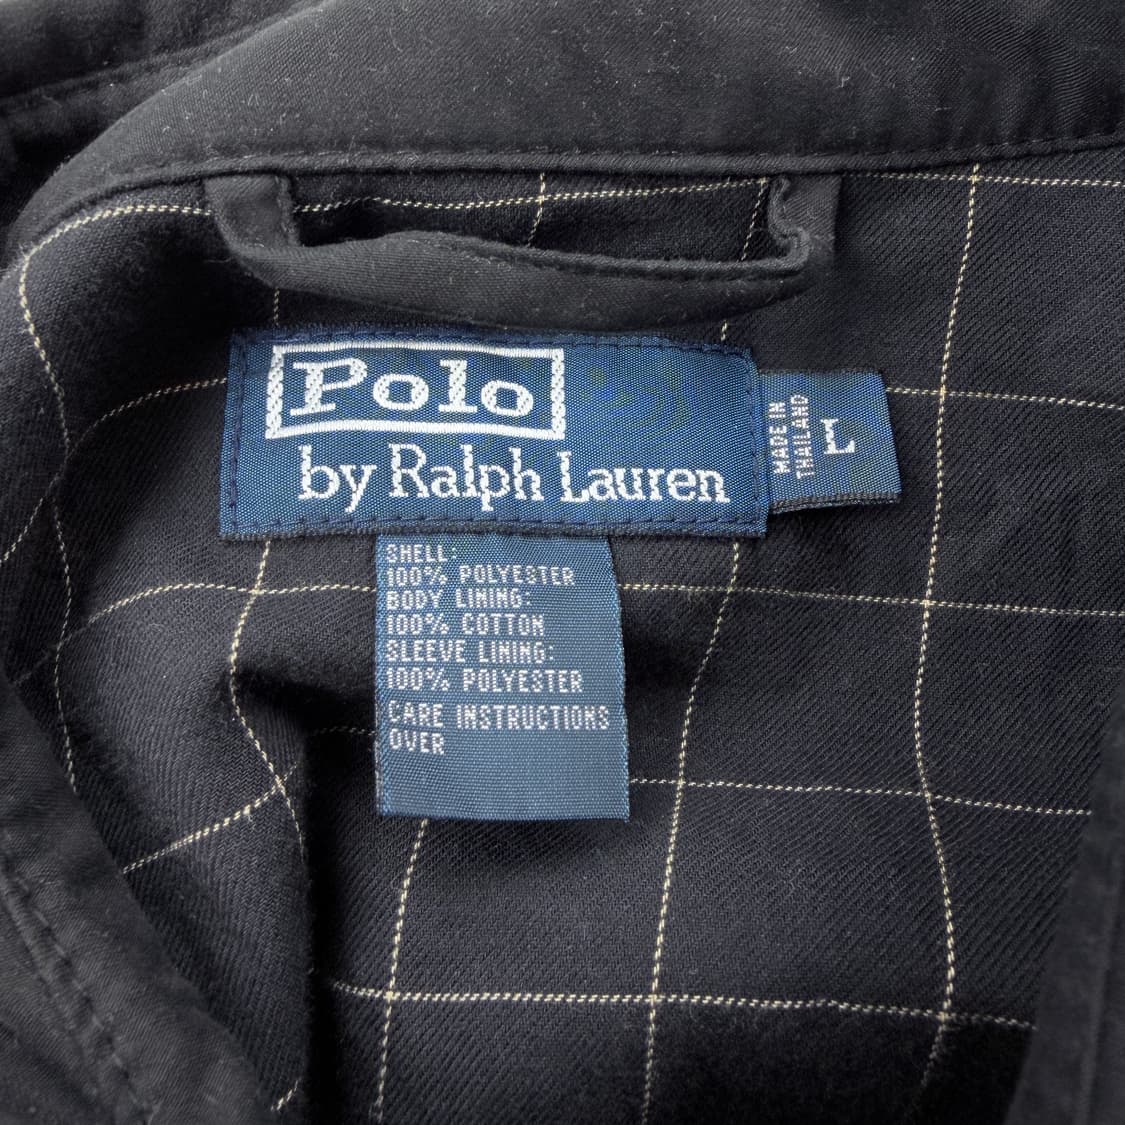 Polo
by Ralph Lauren
MADE IN
THAILAND
L
SHELL:
100% POLYESTER
BODY LINING:
100% COTTON
SLEEVE LINING:
100% POLYESTER
CARE INSTRUCTIONS
OVER